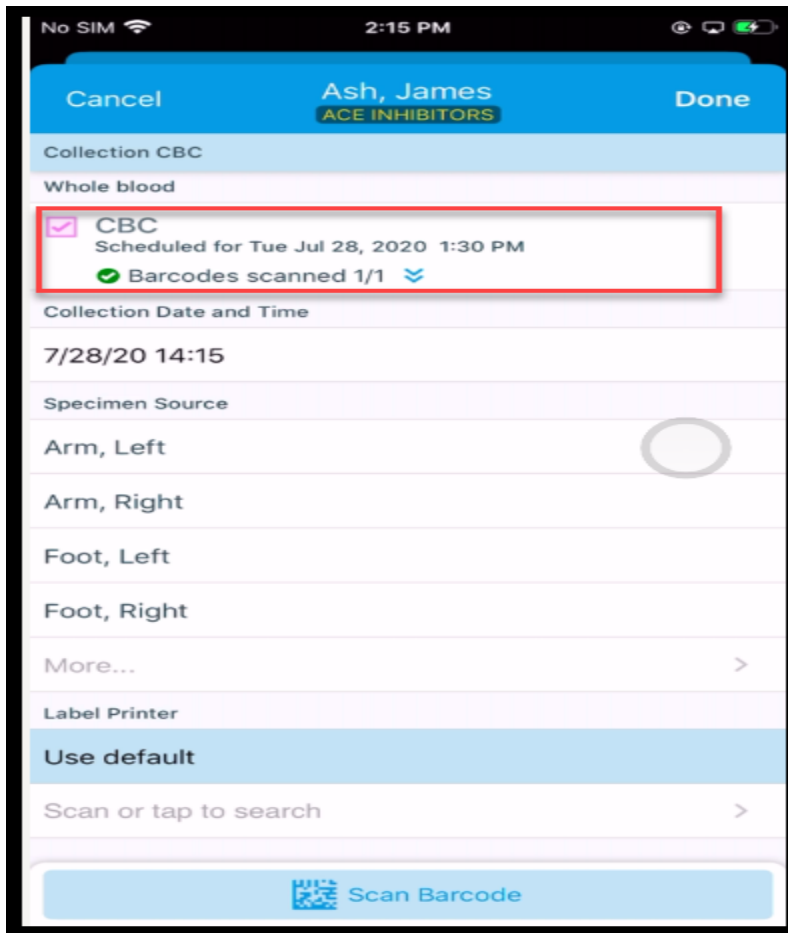 No SIM 2:15 PM
Cancel Ash, James Done
ACE INHIBITORS
Collection CBC
Whole blood
CBC
Scheduled for Tue Jul 28, 2020 1:30 PM
Barcodes scanned 1/1
Collection Date and Time
7/28/20 14:15
Specimen Source
Arm, Left
Arm, Right
Foot, Left
Foot, Right
More...
Label Printer
Use default
Scan or tap to search
Scan Barcode